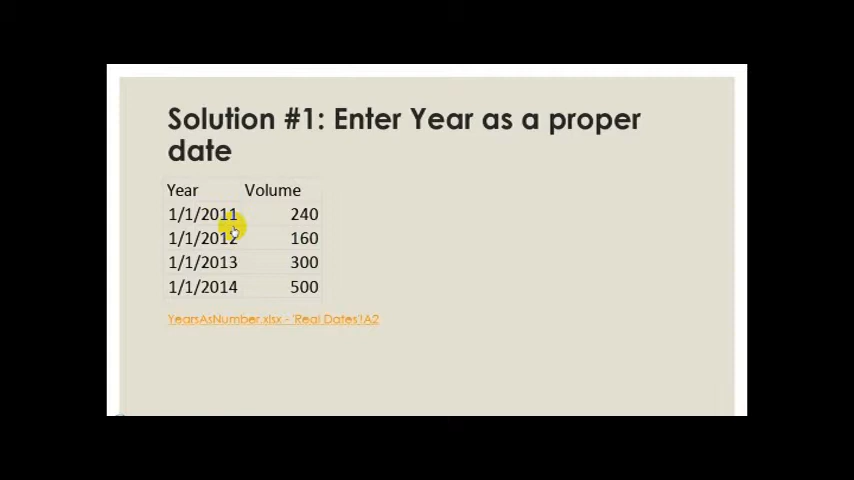 Solution #1: Enter Year as a proper
date
Year Volume
1/1/2011 240
1/1/2012 160
1/1/2013 300
1/1/2014 500
YearsAsNumber.xlsx - 'Real Dates'!A2